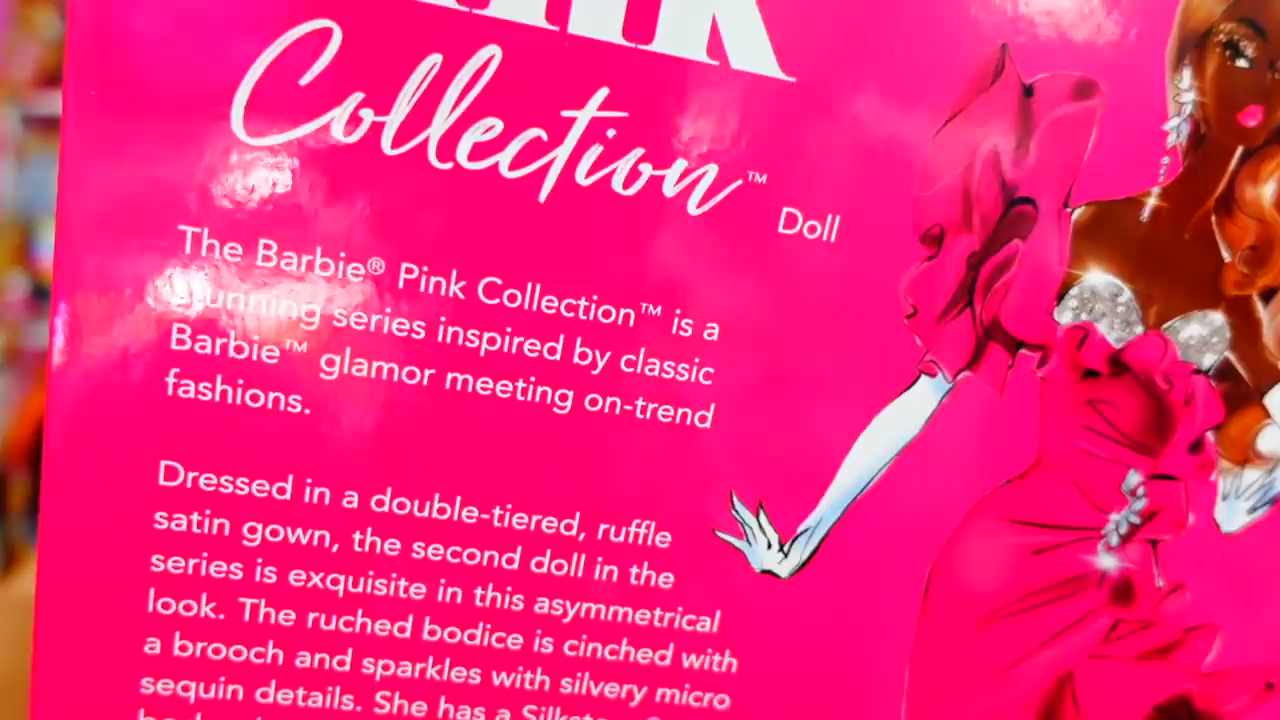 Collection™ Doll
The Barbie® Pink Collection™ is a
stunning series inspired by classic
Barbie™ glamor meeting on-trend
fashions.
Dressed in a double-tiered, ruffle
satin gown, the second doll in the
series is exquisite in this asymmetrical
look. The ruched bodice is cinched with
a brooch and sparkles with silvery micro
sequin details. She has a